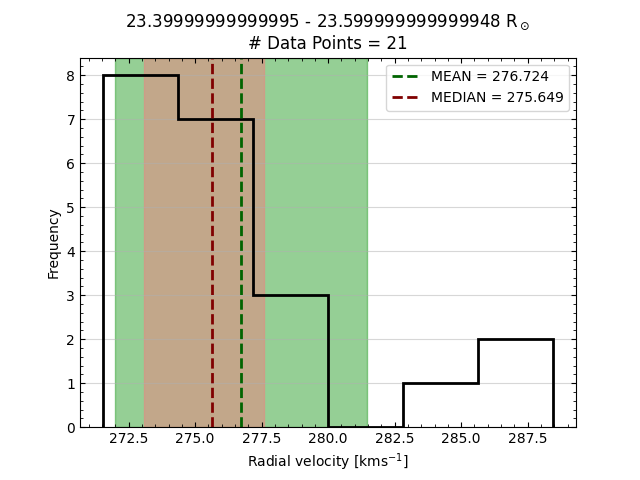 23.39999999999995 - 23.599999999999948 R⊙
# Data Points = 21
MEAN = 276.724
MEDIAN = 275.649
Frequency
8
7
6
5
4
3
2
1
0
272.5 275.0 277.5 280.0 282.5 285.0 287.5
Radial velocity [kms⁻¹]